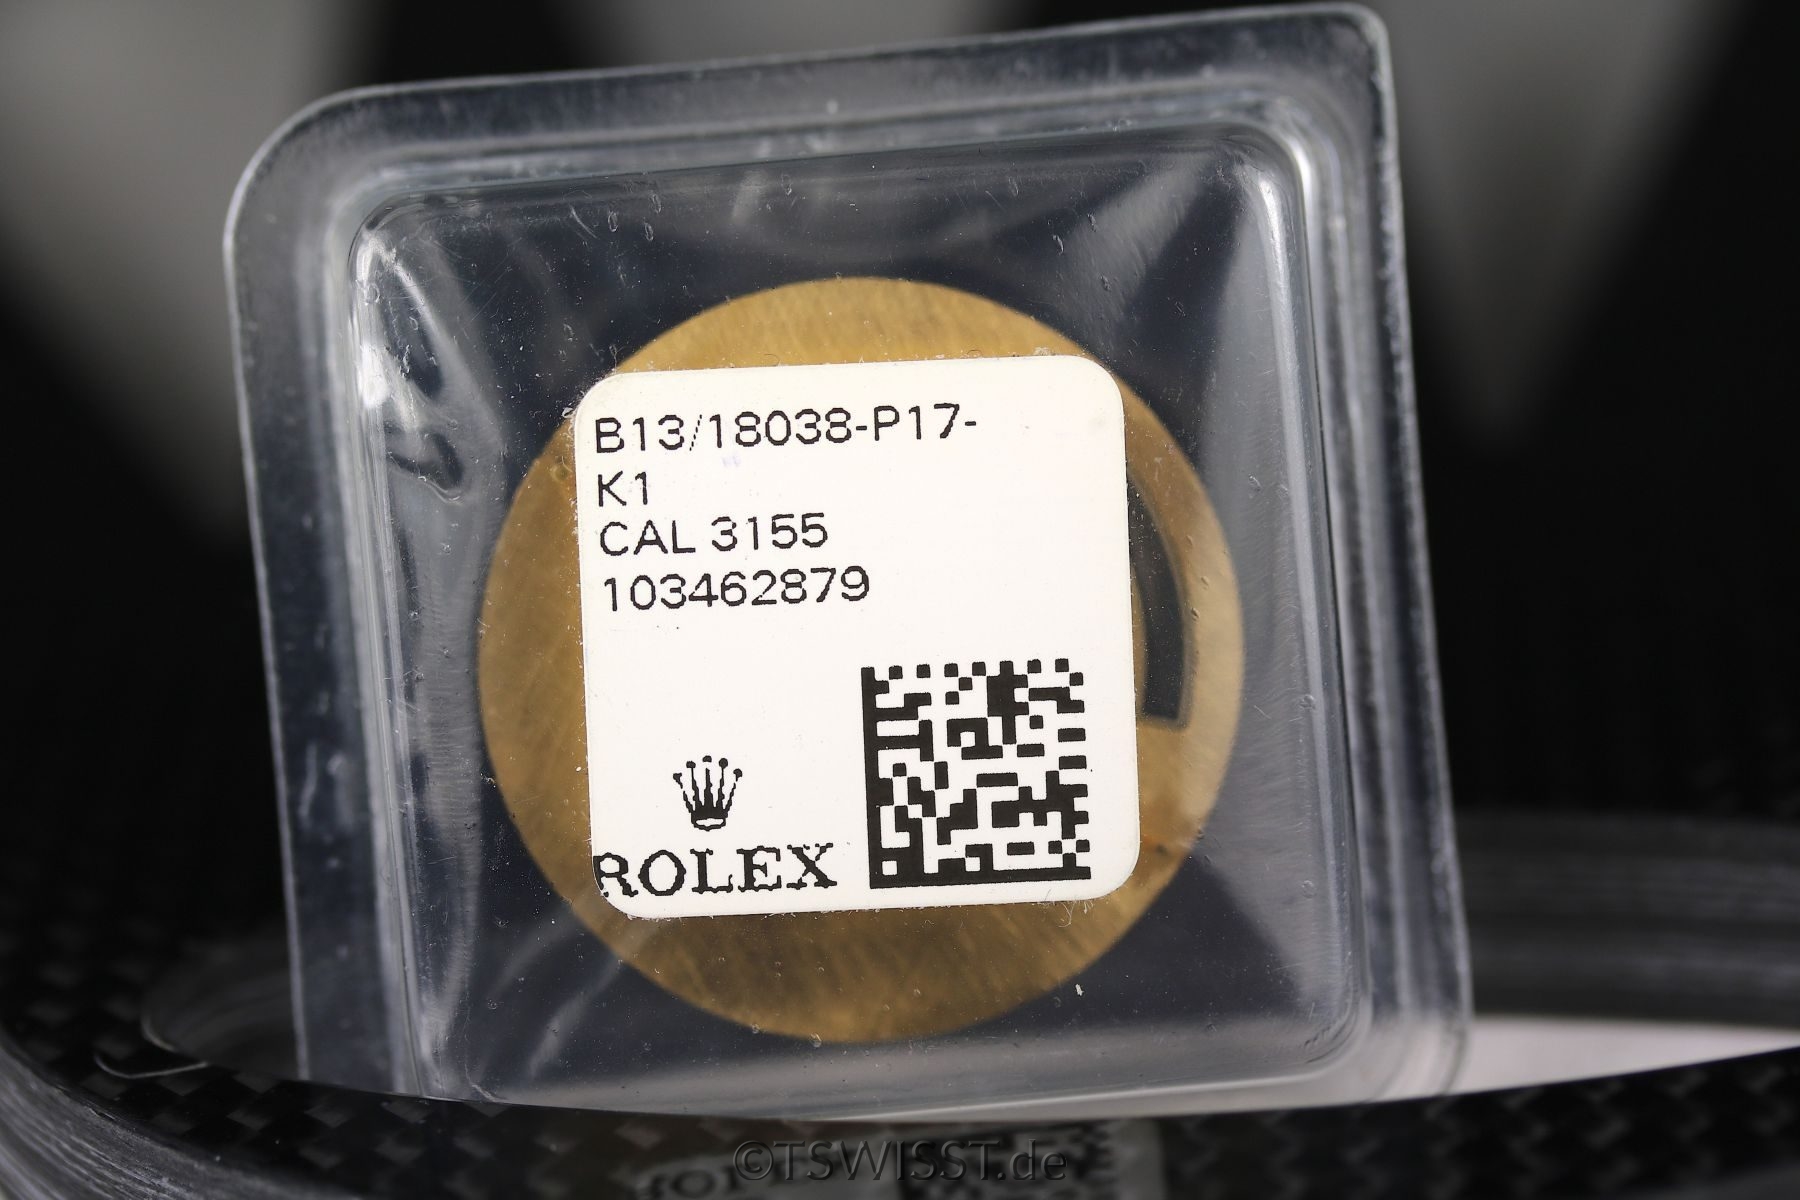 B13/18038-P17-
K1
CAL 3155
103462879
ROLEX
©TSWISST.de